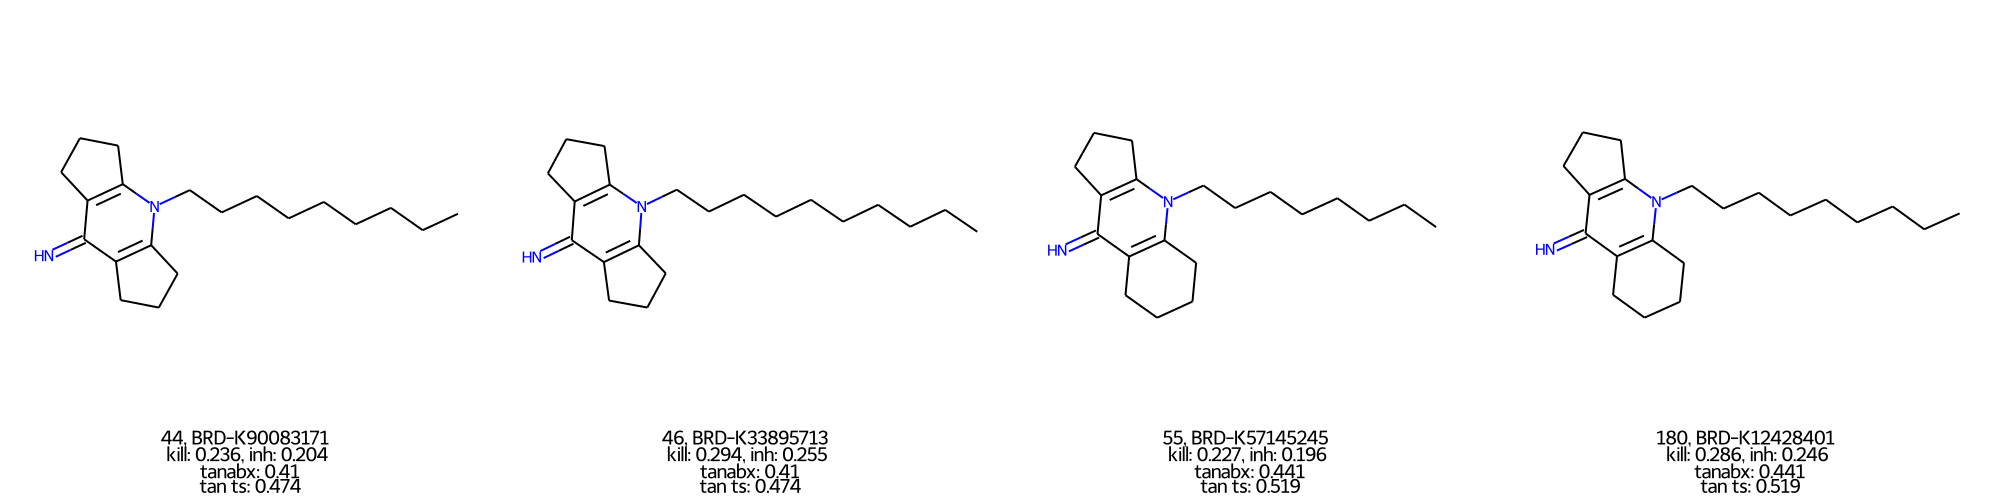 N
HN
N
HN
N
HN
N
HN
44, BRD-K90083171
kill: 0.236, inh: 0.204
tanabx: 0.41
tan ts: 0.474
46, BRD-K33895713
kill: 0.294, inh: 0.255
tanabx: 0.41
tan ts: 0.474
55, BRD-K57145245
kill: 0.227, inh: 0.196
tanabx: 0.441
tan ts: 0.519
180, BRD-K12428401
kill: 0.286, inh: 0.246
tanabx: 0.441
tan ts: 0.519